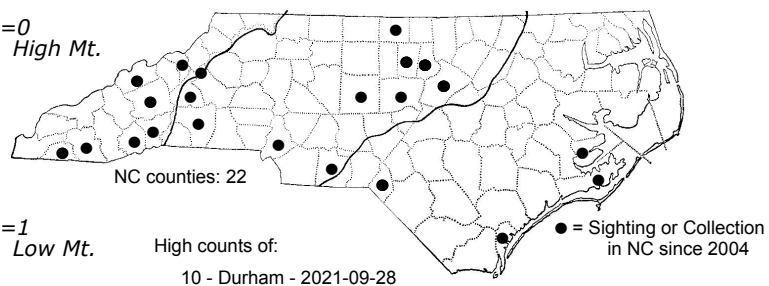 =0
High Mt.
NC counties: 22
=1
Low Mt.
High counts of:
● = Sighting or Collection
in NC since 2004
10 - Durham - 2021-09-28